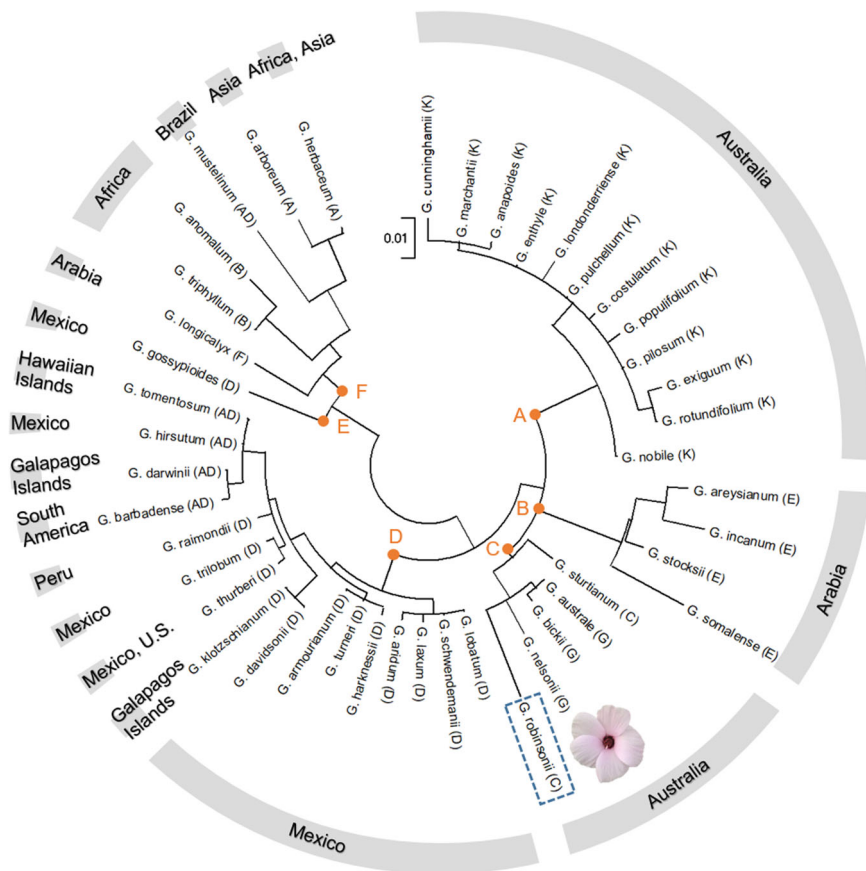 Africa, Asia
Asia
Brazil
Africa
Arabia
Mexico
Hawaiian
Islands
Mexico
Galapagos
Islands
South
America
Peru
Mexico
Mexico, U.S.
Galapagos
Islands
Mexico
Australia
Arabia
Australia
G. herbaceum (A)
G. arboreum (A)
G. mustelinum (AD)
G. anomalum (B)
G. triphyllum (B)
G. longicalyx (F)
G. gossypioides (D)
G. tomentosum (AD)
G. hirsutum (AD)
G. darwinii (AD)
G. barbadense (AD)
G. raimondii (D)
G. trilobum (D)
G. thurberi (D)
G. klotzschianum (D)
G. davidsonii (D)
G. armourianum (D)
G. turneri (D)
G. harknessii (D)
G. aridum (D)
G. laxum (D)
G. schwendemanii (D)
G. lobatum (D)
G. robinsonii (C)
G. nelsonii (G)
G. bickii (G)
G. australe (G)
G. sturtianum (C)
G. somalense (E)
G. stocksii (E)
G. incanum (E)
G. areysianum (E)
G. nobile (K)
G. rotundifolium (K)
G. exiguum (K)
G. pilosum (K)
G. populifolium (K)
G. costulatum (K)
G. pulchellum (K)
G. londonderriense (K)
G. enthyle (K)
G. anapoides (K)
G. marchantii (K)
G. cunninghamii (K)
0.01
A
B
C
D
E
F